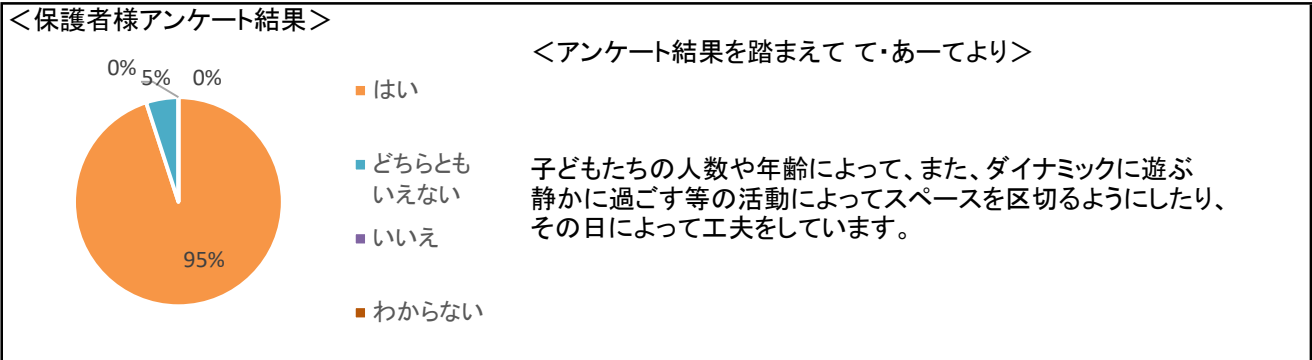 <保護者様アンケート結果>
0%
5%
0%
95%
はい
どちらとも
いえない
いいえ
わからない
<アンケート結果を踏まえて て・あーてより>
子どもたちの人数や年齢によって、また、ダイナミックに遊ぶ
静かに過ごす等の活動によってスペースを区切るようにしたり、
その日によって工夫をしています。